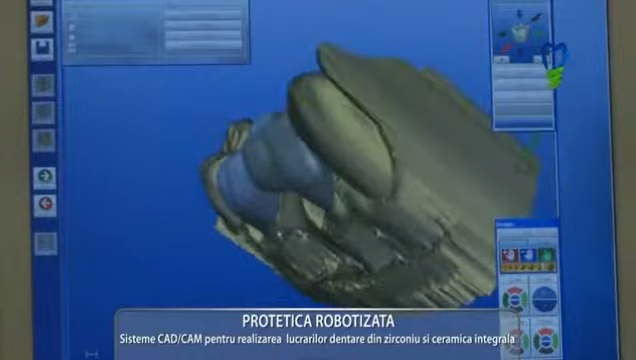 PROTETICA ROBOTIZATA
Sisteme CAD/CAM pentru realizarea lucrarilor dentare din zirconiu si ceramica integrala